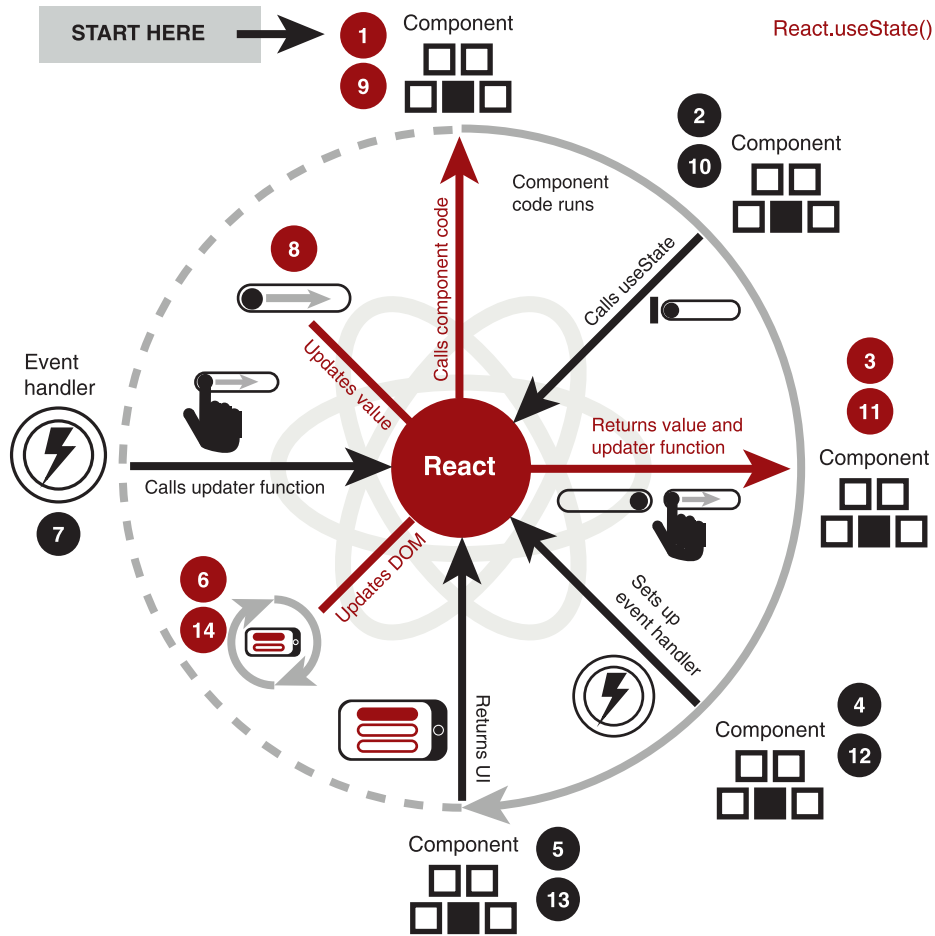 START HERE
1
9
Component
React.useState()
2
10
Component
Component
code runs
Calls component code
Calls useState
8
Updates value
3
11
Component
Returns value and
updater function
Event
handler
7
Calls updater function
React
Sets up
event handler
4
12
Component
6
14
Updates DOM
Returns UI
Component
5
13